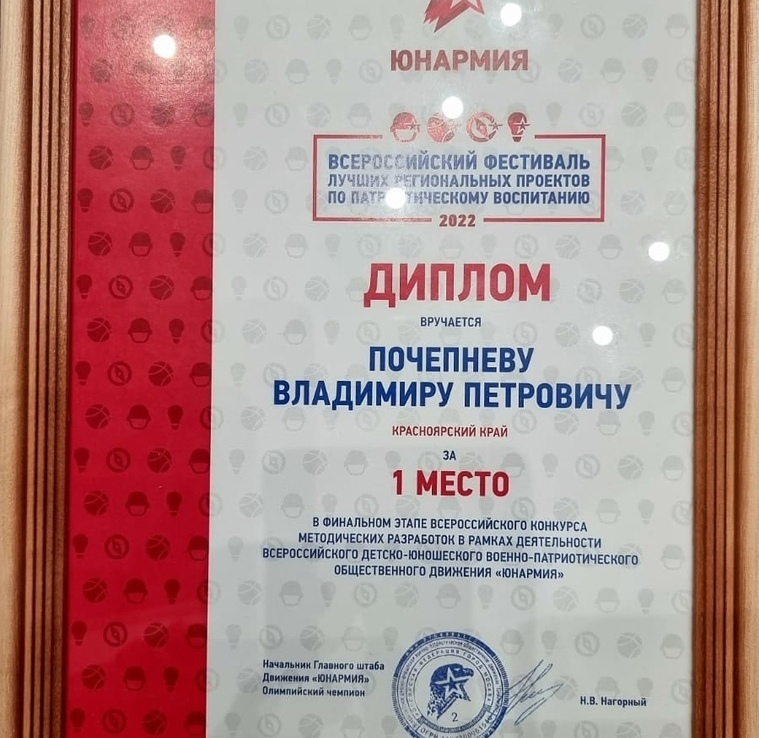 ЮНАРМИЯ
ВСЕРОССИЙСКИЙ ФЕСТИВАЛЬ
ЛУЧШИХ РЕГИОНАЛЬНЫХ ПРОЕКТОВ
ПО ПАТРИОТИЧЕСКОМУ ВОСПИТАНИЮ
2022
ДИПЛОМ
ВРУЧАЕТСЯ
ПОЧЕПНЕВУ
ВЛАДИМИРУ ПЕТРОВИЧУ
КРАСНОЯРСКИЙ КРАЙ
ЗА
1 МЕСТО
В ФИНАЛЬНОМ ЭТАПЕ ВСЕРОССИЙСКОГО КОНКУРСА
МЕТОДИЧЕСКИХ РАЗРАБОТОК В РАМКАХ ДЕЯТЕЛЬНОСТИ
ВСЕРОССИЙСКОГО ДЕТСКО-ЮНОШЕСКОГО ВОЕННО-ПАТРИОТИЧЕСКОГО
ОБЩЕСТВЕННОГО ДВИЖЕНИЯ «ЮНАРМИЯ»
Начальник Главного штаба
Движения «ЮНАРМИЯ»
Олимпийский чемпион
2
Н.В. Нагорный